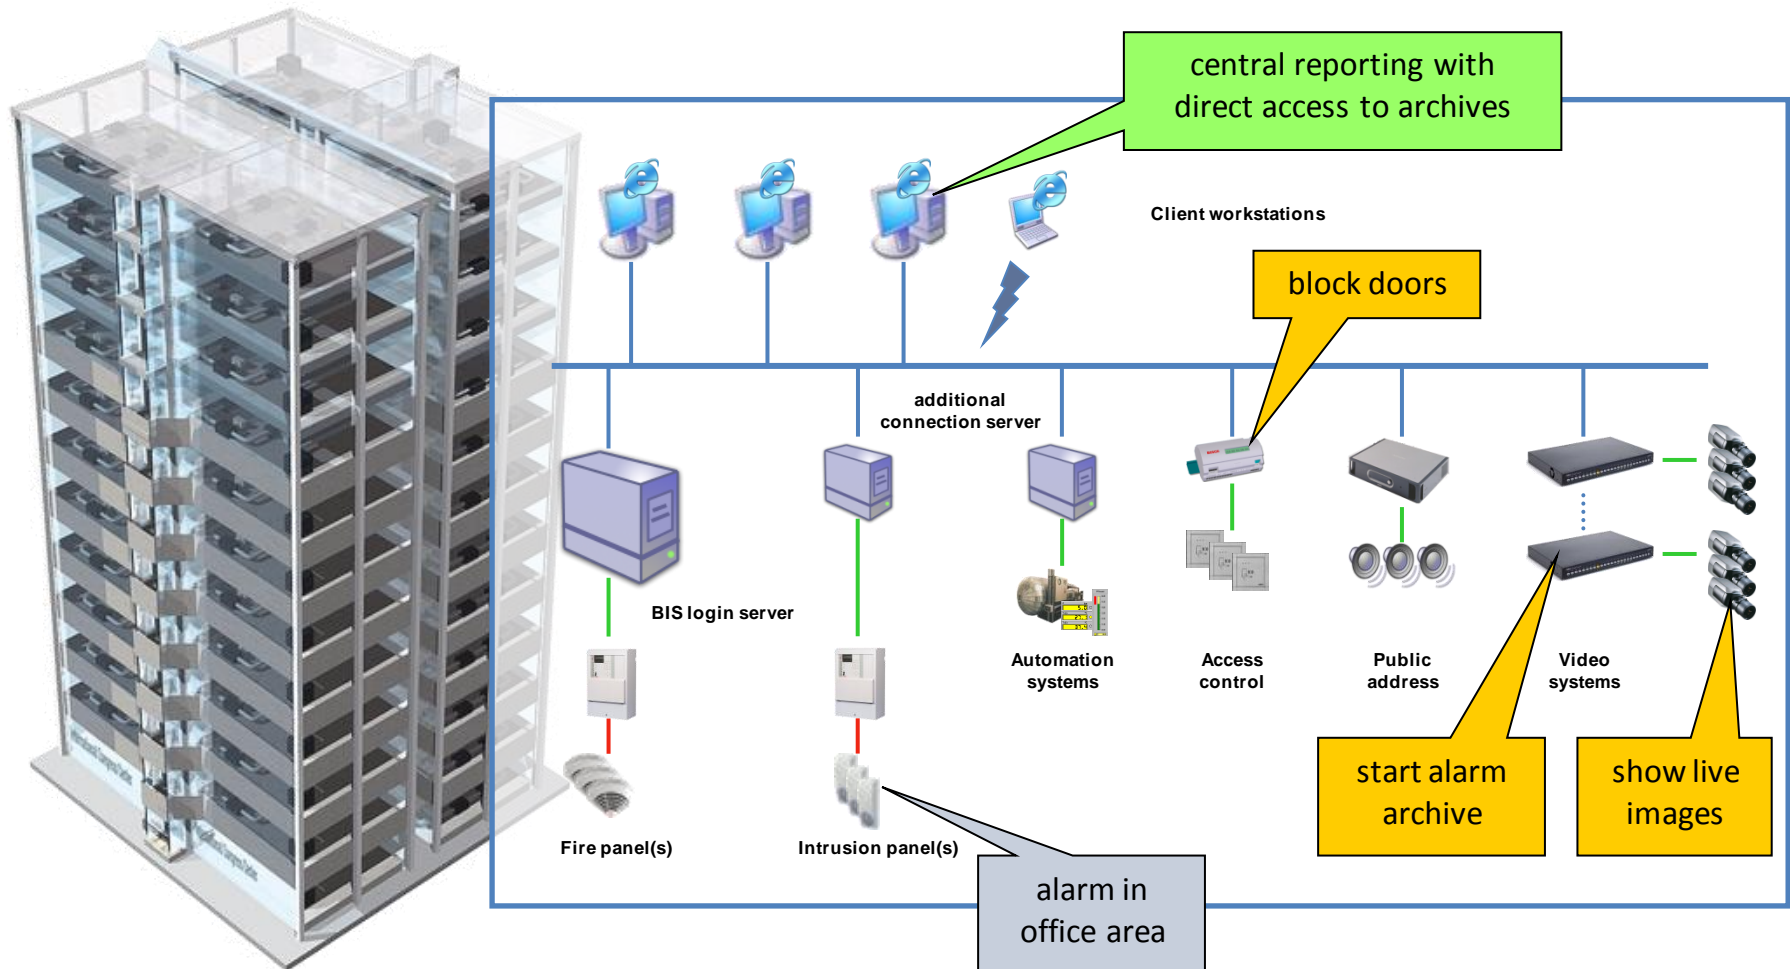 central reporting with
direct access to archives
Client workstations
block doors
additional
connection server
BIS login server
Automation
systems
Access
control
Public
address
Video
systems
start alarm
archive
show live
images
Fire panel(s)
Intrusion panel(s)
alarm in
office area